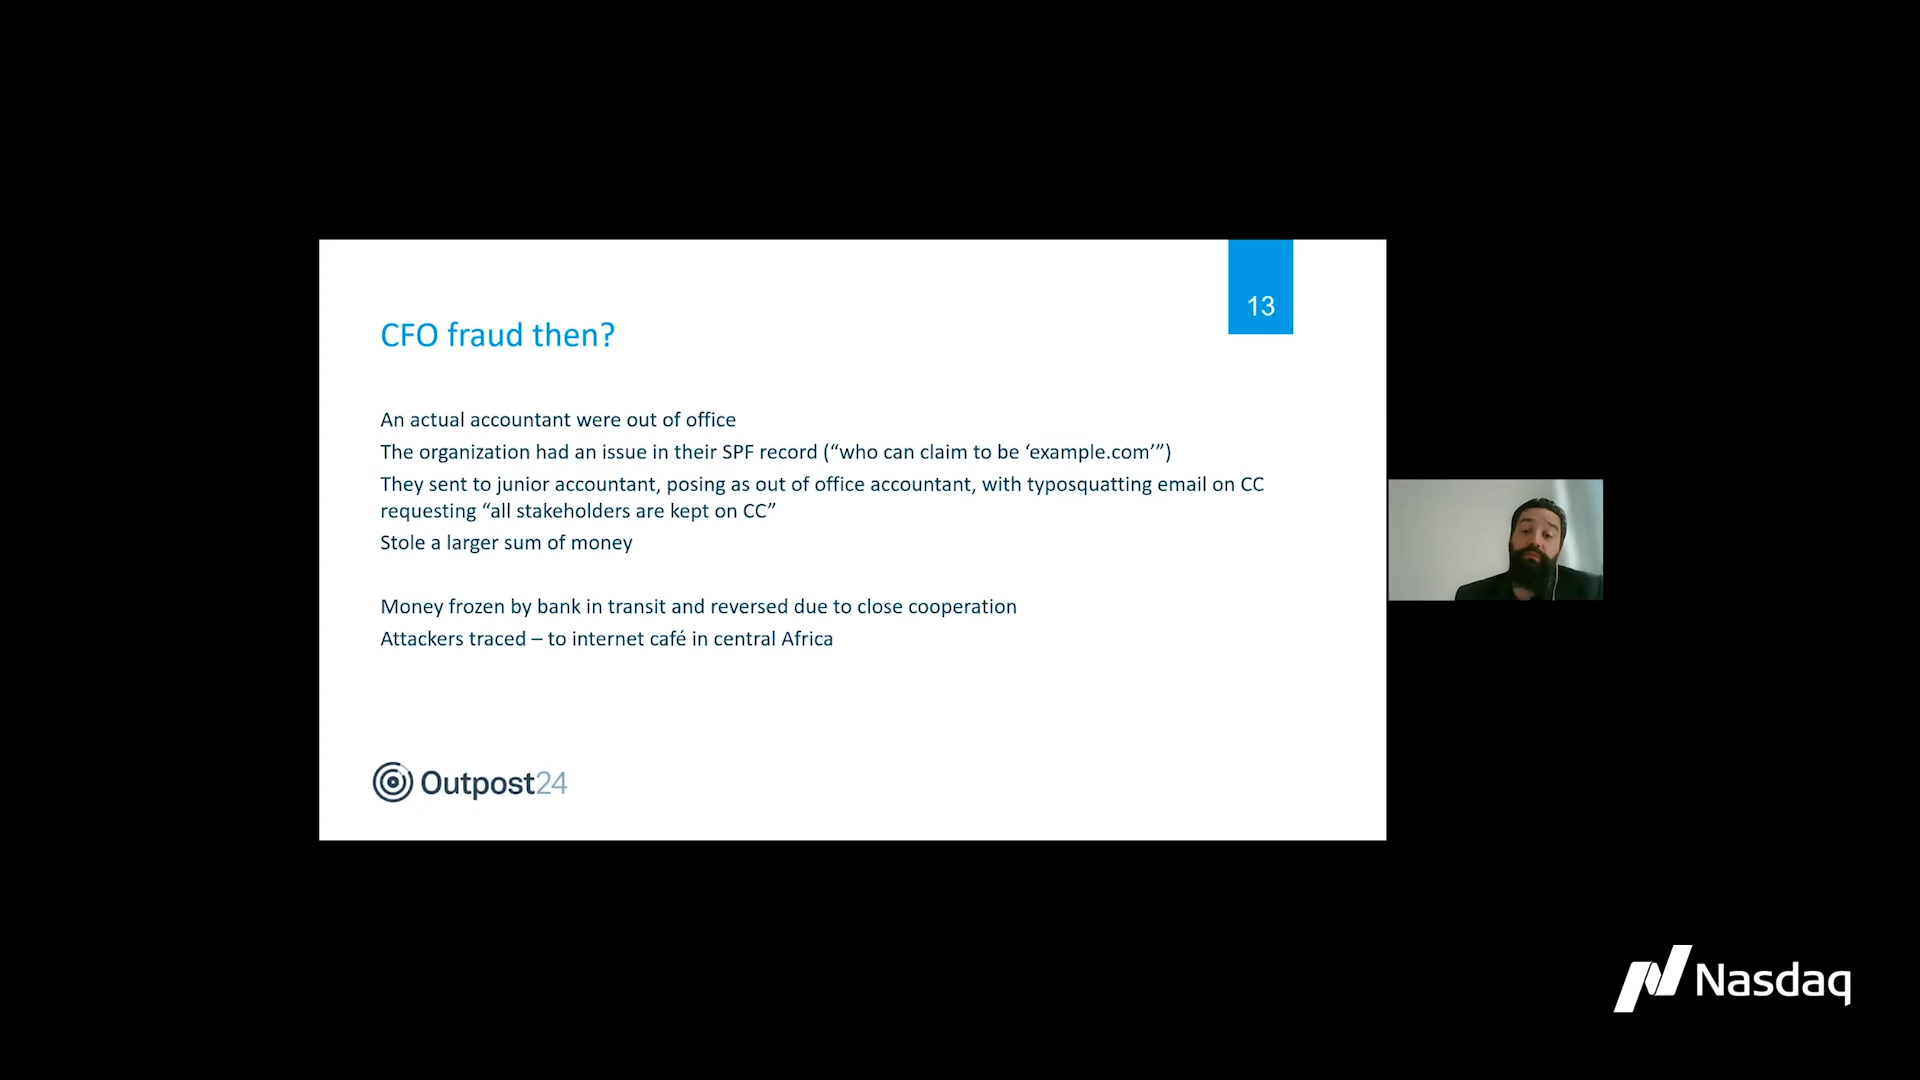 13
CFO fraud then?
An actual accountant were out of office
The organization had an issue in their SPF record (“who can claim to be ‘example.com’”)
They sent to junior accountant, posing as out of office accountant, with typosquatting email on CC
requesting “all stakeholders are kept on CC”
Stole a larger sum of money
Money frozen by bank in transit and reversed due to close cooperation
Attackers traced – to internet café in central Africa
Outpost24
Nasdaq